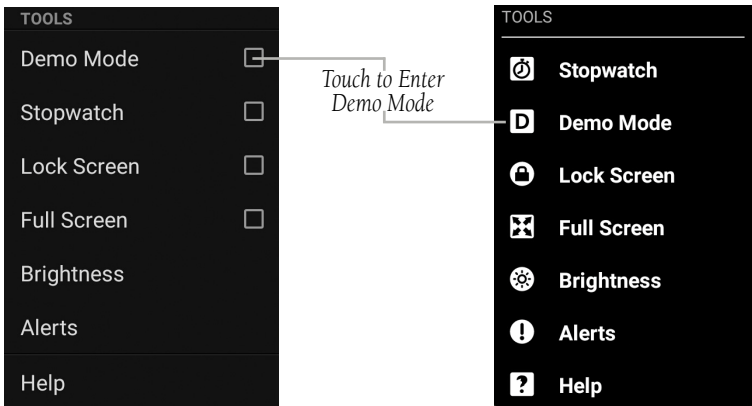 TOOLS
Demo Mode
Stopwatch
Lock Screen
Full Screen
Brightness
Alerts
Help
Touch to Enter
Demo Mode
TOOLS
Stopwatch
D Demo Mode
Lock Screen
Full Screen
Brightness
! Alerts
? Help